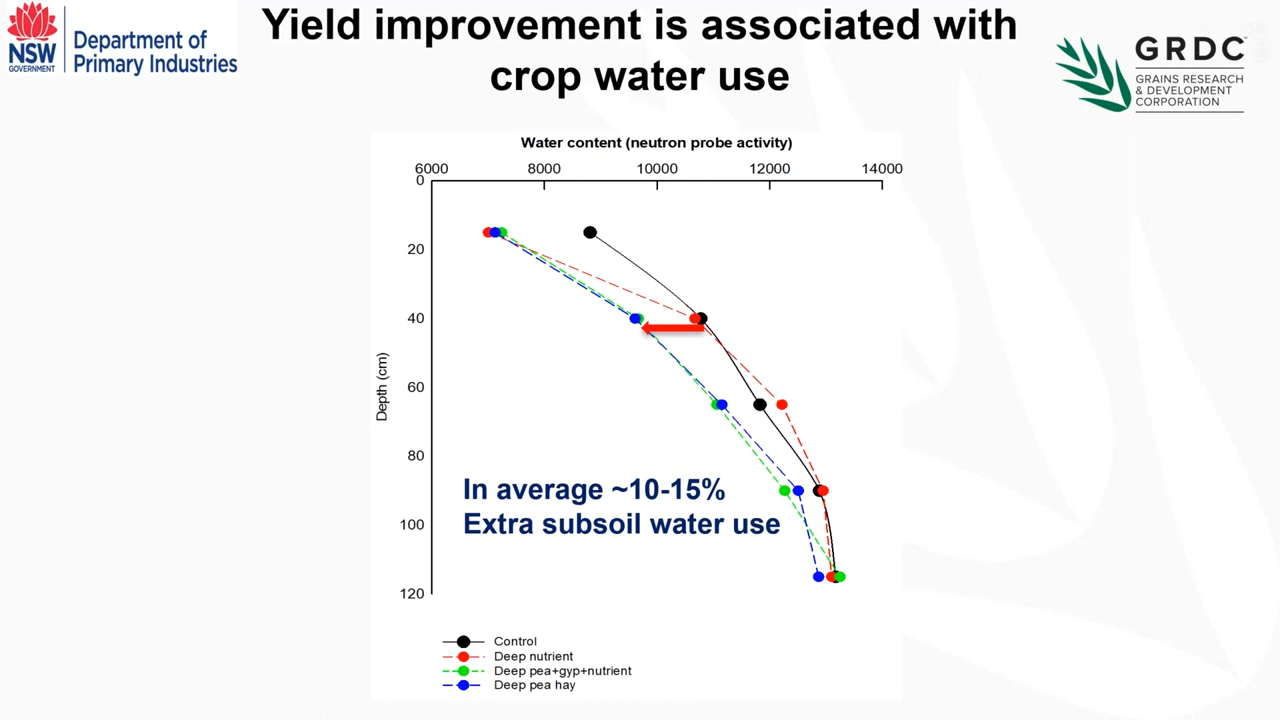 NSW
GOVERNMENT
Department of
Primary Industries
Yield improvement is associated with
crop water use
GRDC™
GRAINS RESEARCH
& DEVELOPMENT
CORPORATION
Water content (neutron probe activity)
6000 8000 10000 12000 14000
0
20
40
60
80
100
120
Depth (cm)
In average ~10-15%
Extra subsoil water use
Control
Deep nutrient
Deep pea+gyp+nutrient
Deep pea hay